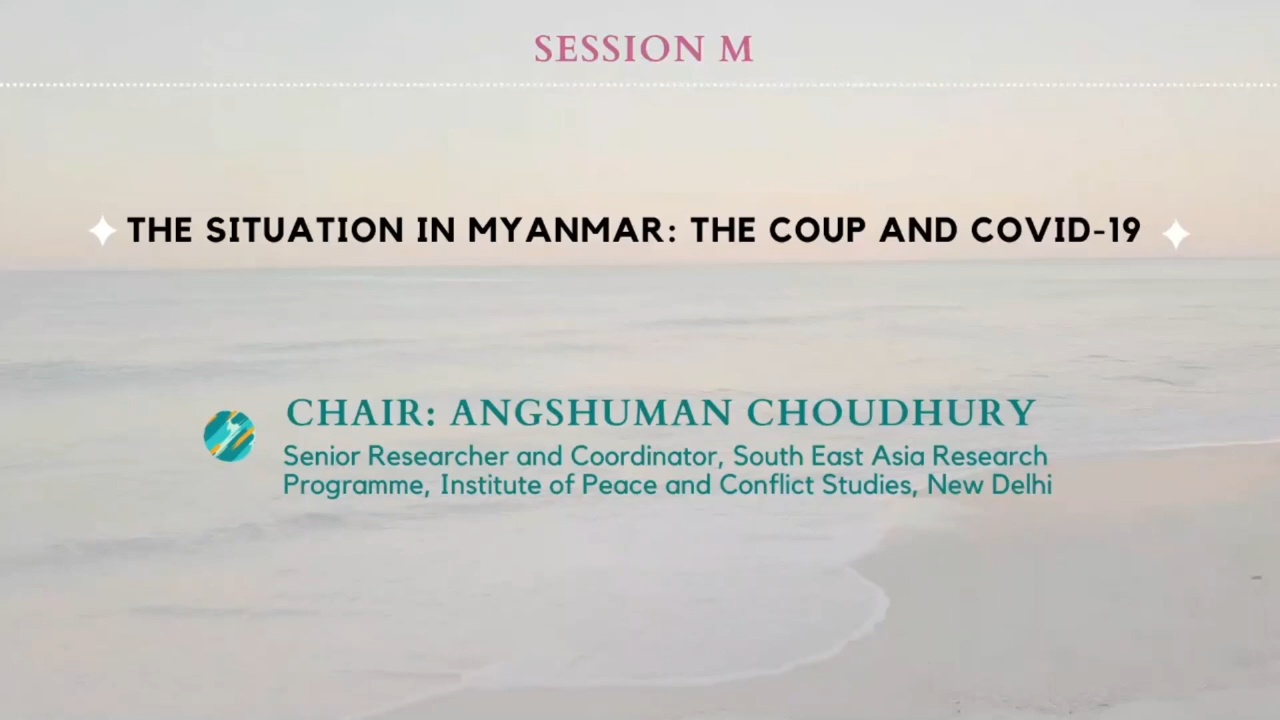 SESSION M
THE SITUATION IN MYANMAR: THE COUP AND COVID-19
CHAIR: ANGSHUMAN CHOUDHURY
Senior Researcher and Coordinator, South East Asia Research
Programme, Institute of Peace and Conflict Studies, New Delhi